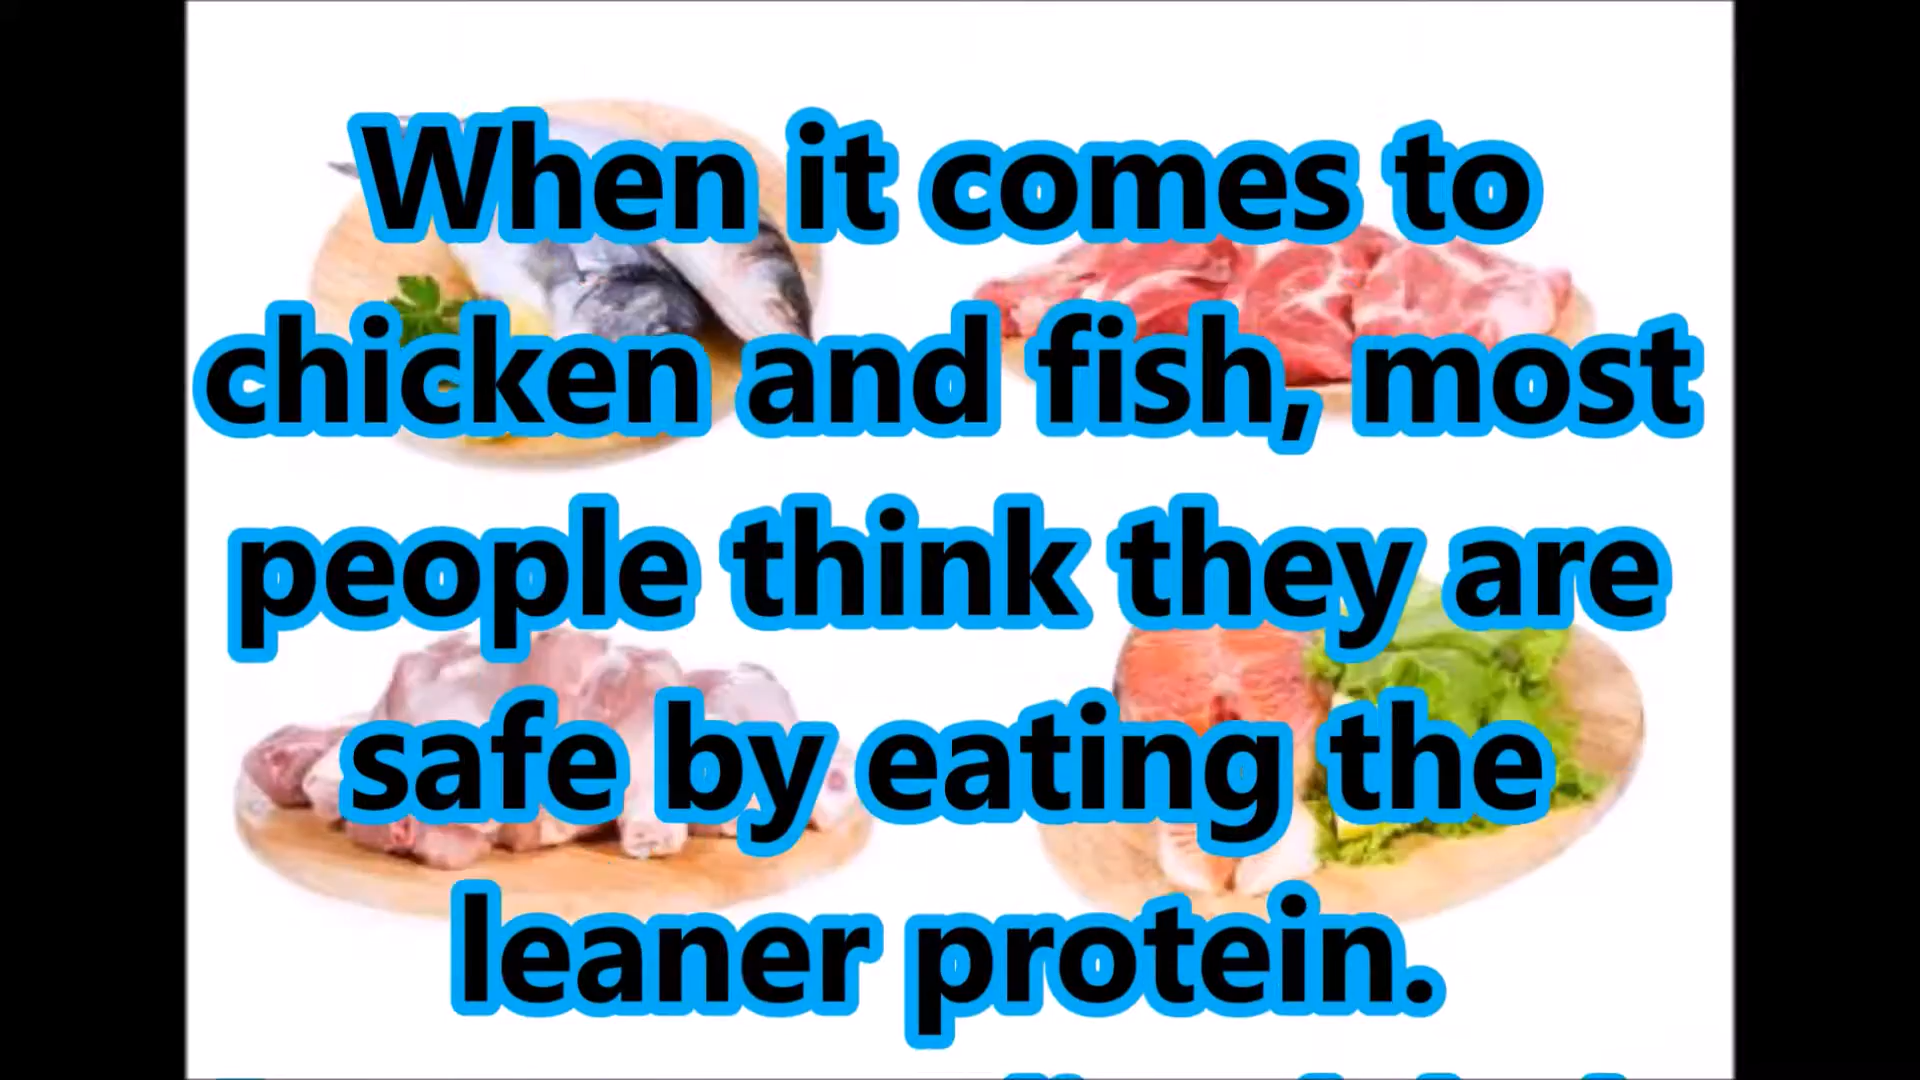 When it comes to
chicken and fish, most
people think they are
safe by eating the
leaner protein.